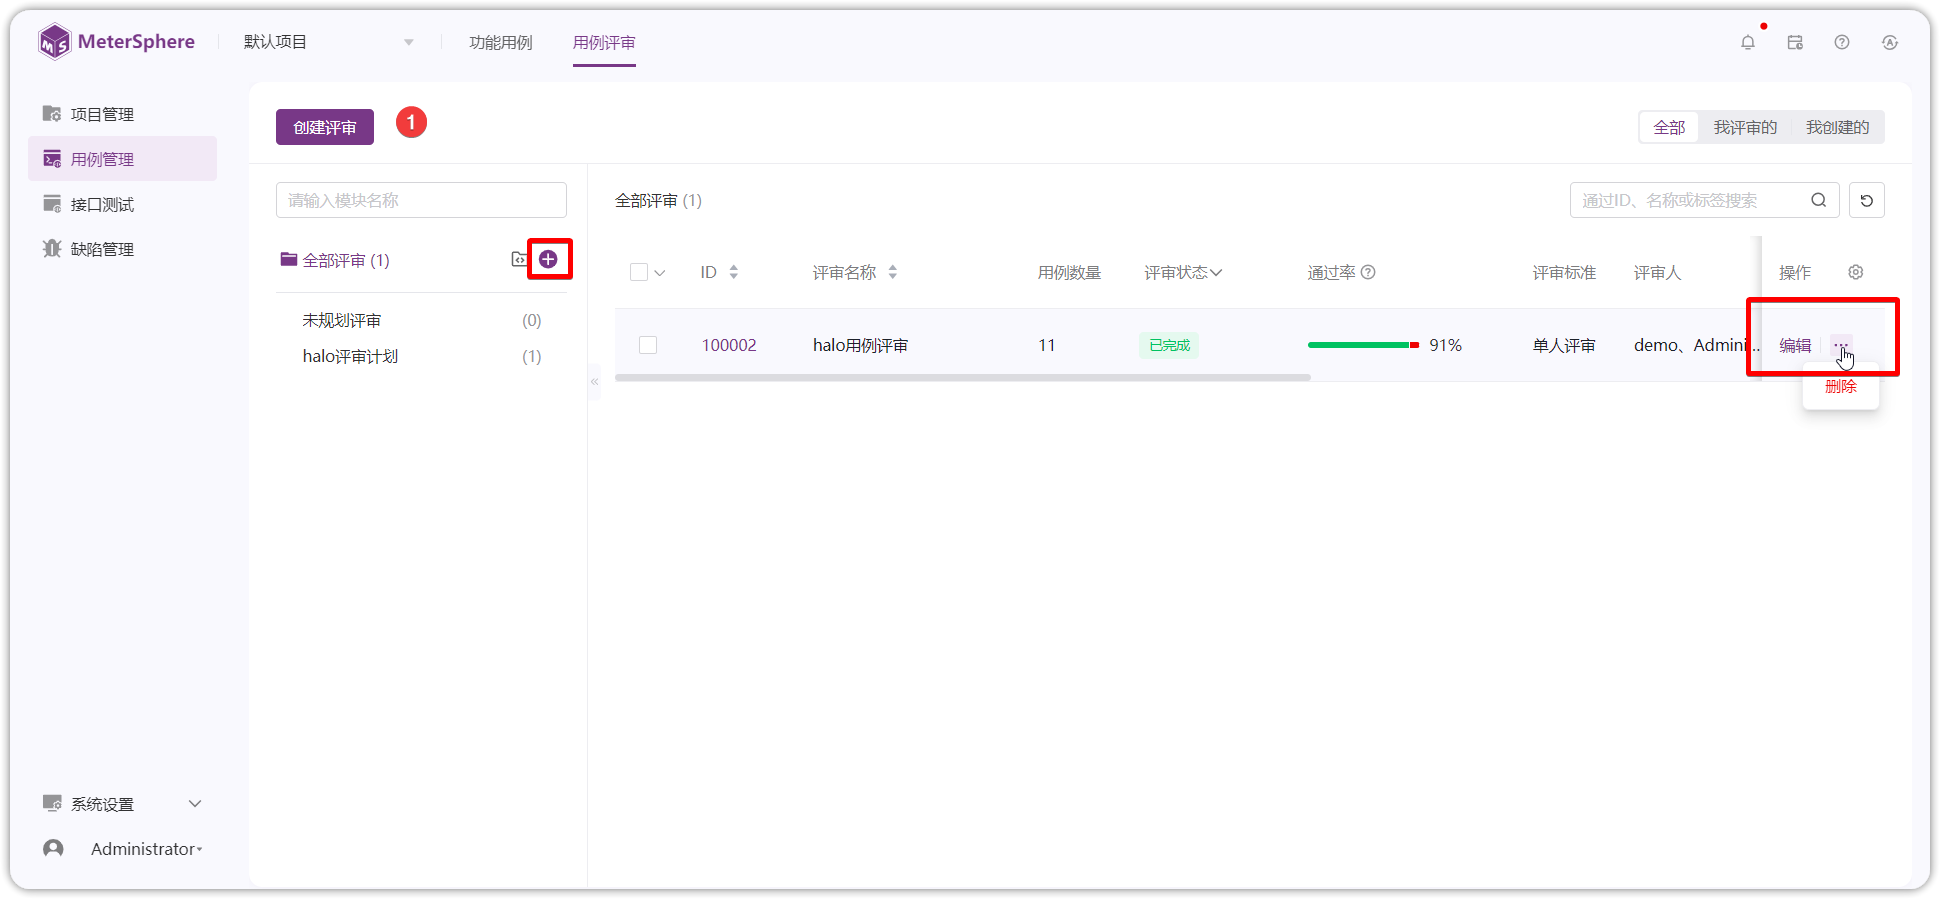 MeterSphere
默认项目
功能用例
用例评审
项目管理
用例管理
接口测试
缺陷管理
系统设置
Administrator
创建评审
1
全部
我评审的
我创建的
请输入模块名称
全部评审 (1)
未规划评审 (0)
halo评审计划 (1)
全部评审 (1)
通过ID、名称或标签搜索
ID 评审名称 用例数量 评审状态 通过率 评审标准 评审人 操作
100002 halo用例评审 11 已完成 91% 单人评审 demo、Admini... 编辑 ...
删除